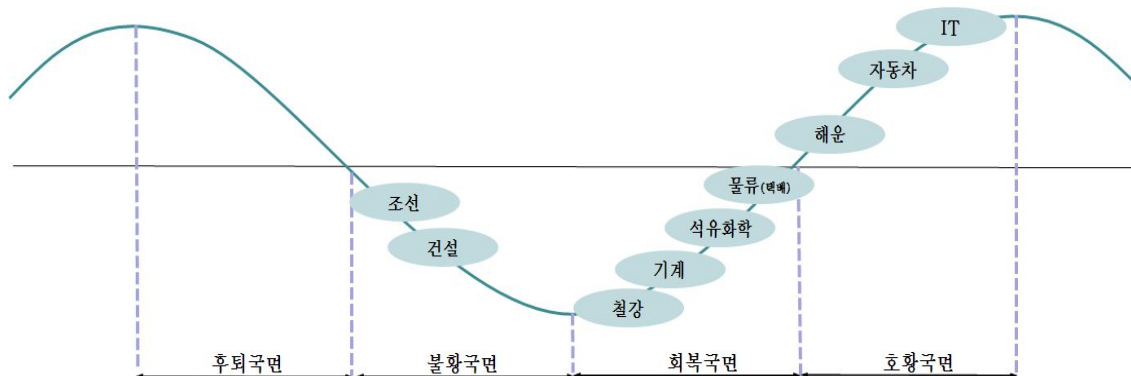 IT
자동차
해운
물류(택배)
조선
석유화학
건설
기계
철강
후퇴국면
불황국면
회복국면
호황국면